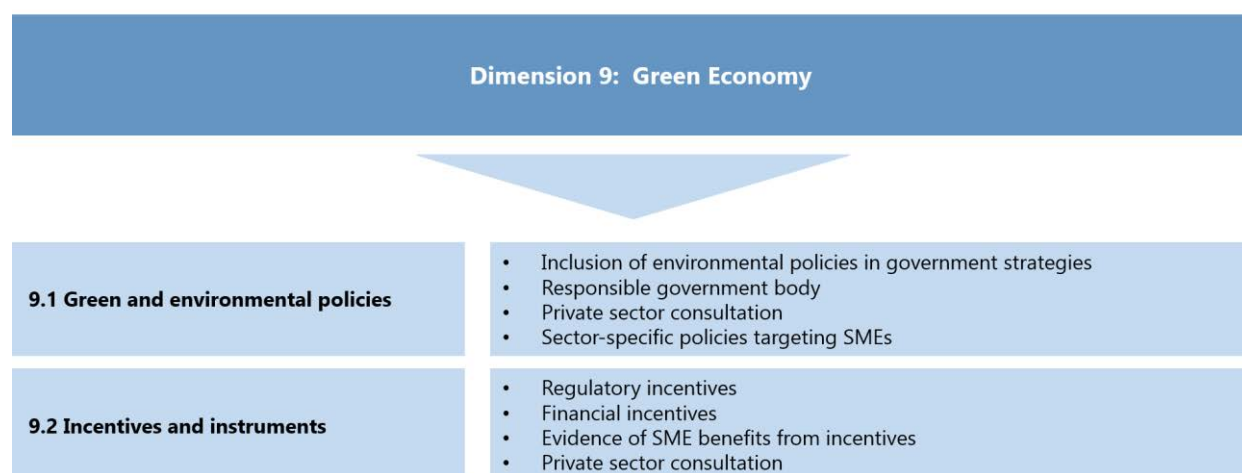 Dimension 9: Green Economy
9.1 Green and environmental policies
• Inclusion of environmental policies in government strategies
• Responsible government body
• Private sector consultation
• Sector-specific policies targeting SMEs
9.2 Incentives and instruments
• Regulatory incentives
• Financial incentives
• Evidence of SME benefits from incentives
• Private sector consultation